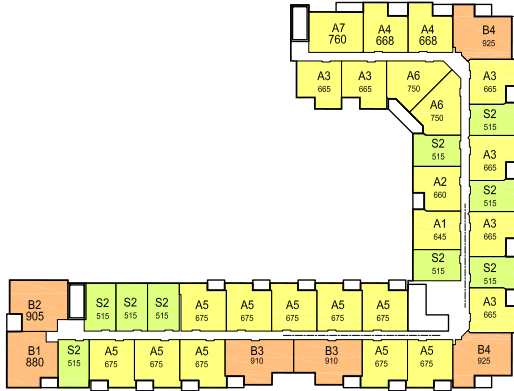 A7 A4 A4 B4
760 668 668 925
A3 A3 A6 A3
665 665 750 665
A6
750
S2
515
S2 A3
515 665
A2 S2
660 515
A1 A3
645 665
S2 S2
515 515
B2 S2 S2 S2 A5 A5 A5 A5 A5 A3
905 515 515 515 675 675 675 675 675 665
B1 S2 A5 A5 A5 B3 B3 A5 A5 B4
880 515 675 675 675 910 910 675 675 925